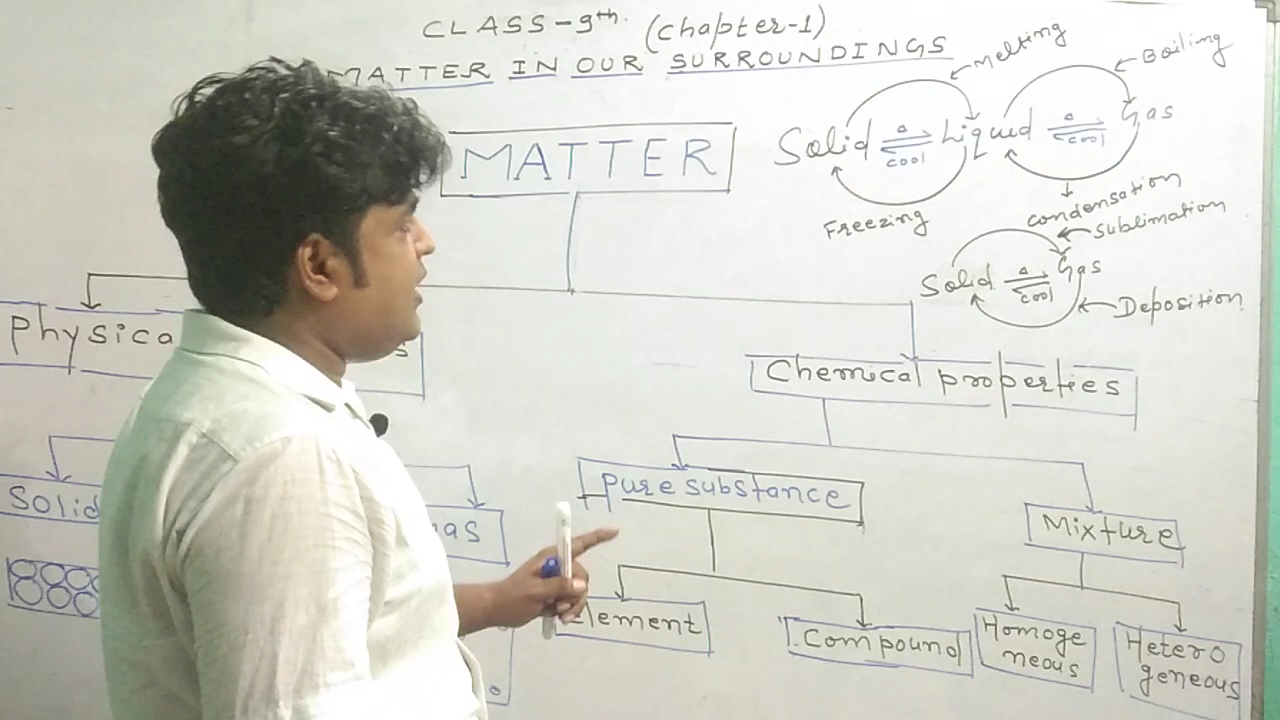 CLASS-9th. (Chapter-1)
MATTER IN OUR SURROUNDINGS
MATTER
Melting
Boiling
Solid Δ cool Liquid Δ cool Gas
Freezing
condensation
Sublimation
Solid Δ cool Gas
Deposition.
Physica s
Chemical properties
Solid
as
Pure substance
Mixture
Element
Compound
Homoge
neous
Hetero
geneous